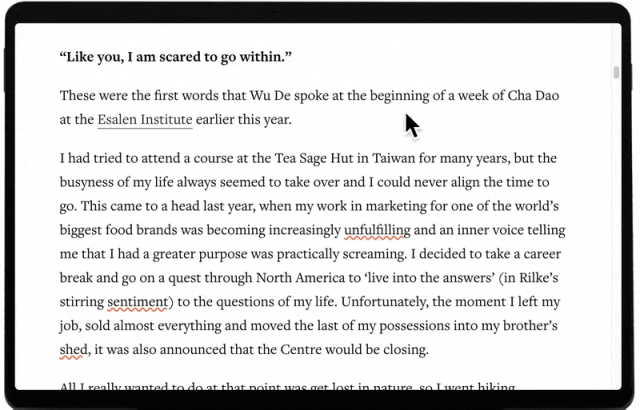 “Like you, I am scared to go within.”
These were the first words that Wu De spoke at the beginning of a week of Cha Dao
at the Esalen Institute earlier this year.
I had tried to attend a course at the Tea Sage Hut in Taiwan for many years, but the
busyness of my life always seemed to take over and I could never align the time to
go. This came to a head last year, when my work in marketing for one of the world’s
biggest food brands was becoming increasingly unfulfilling and an inner voice telling
me that I had a greater purpose was practically screaming. I decided to take a career
break and go on a quest through North America to ‘live into the answers’ (in Rilke’s
stirring sentiment) to the questions of my life. Unfortunately, the moment I left my
job, sold almost everything and moved the last of my possessions into my brother’s
shed, it was also announced that the Centre would be closing.
All I really wanted to do at that point was get lost in nature, so I went hiking